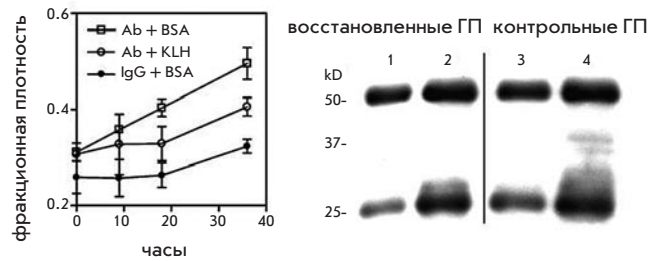 фракционная плотность
0.6
0.4
0.2
Ab + BSA
Ab + KLH
IgG + BSA
0
10
20
30
40
часы
восстановленные ГП
контрольные ГП
1
2
3
4
kD
50-
37-
25-